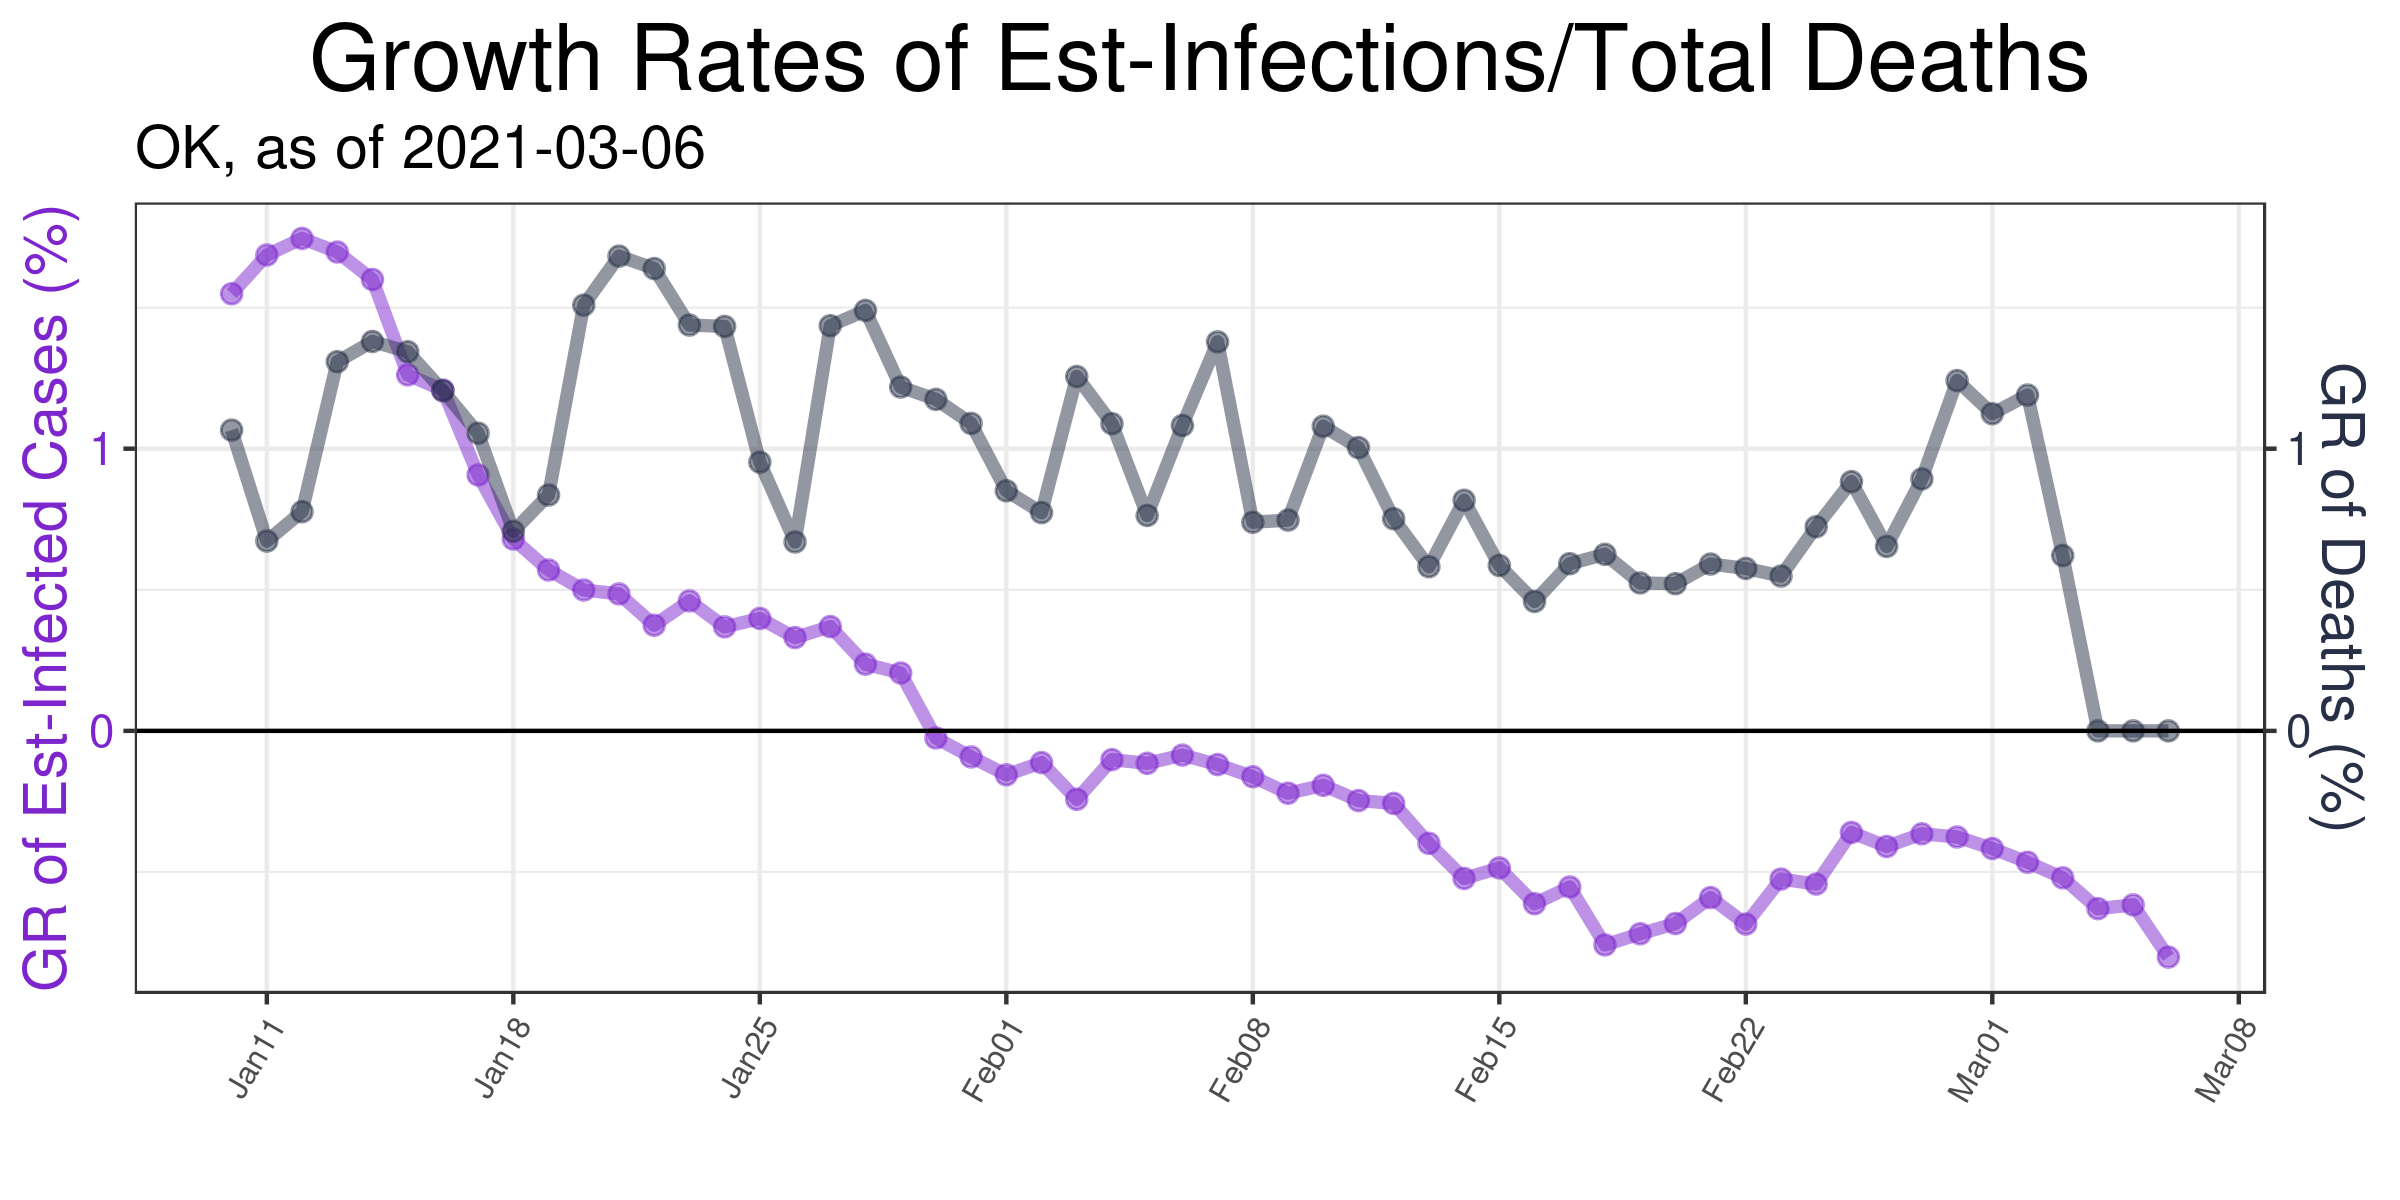 Growth Rates of Est-Infections/Total Deaths
OK, as of 2021-03-06
GR of Est-Infected Cases (%)
1
0
1
0
GR of Deaths (%)
Jan11
Jan18
Jan25
Feb01
Feb08
Feb15
Feb22
Mar01
Mar08